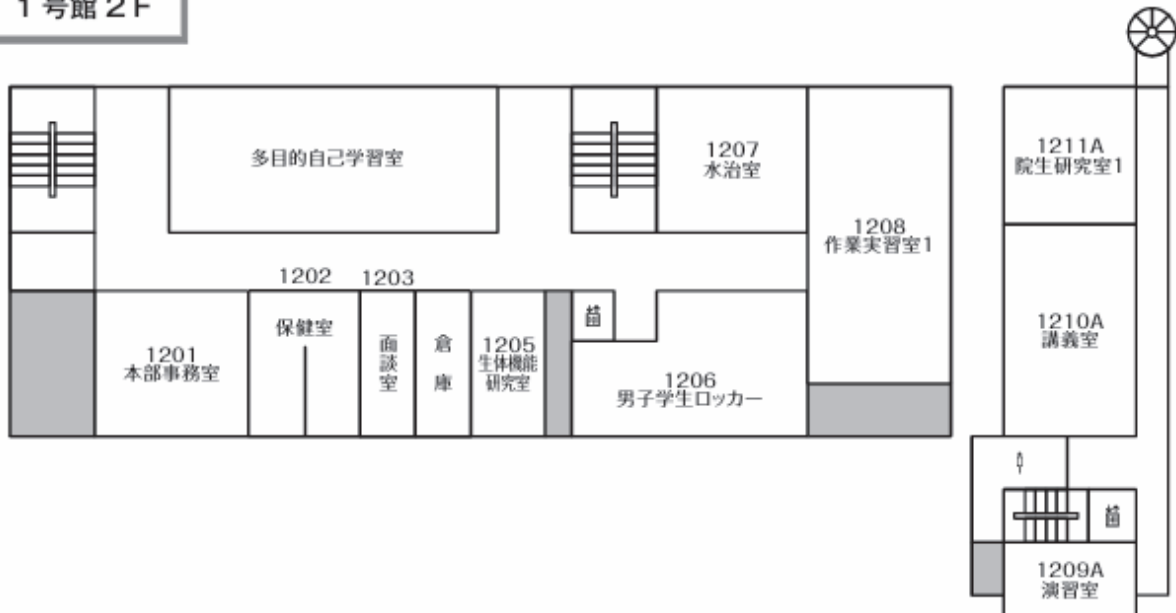 1号館2F
多目的自己学習室
1207
水治室
1208
作業実習室1
1211A
院生研究室1
1202
1203
保健室
1201
本部事務室
面談室
倉庫
1205
生体機能
研究室
1206
男子学生ロッカー
1210A
講義室
1209A
演習室